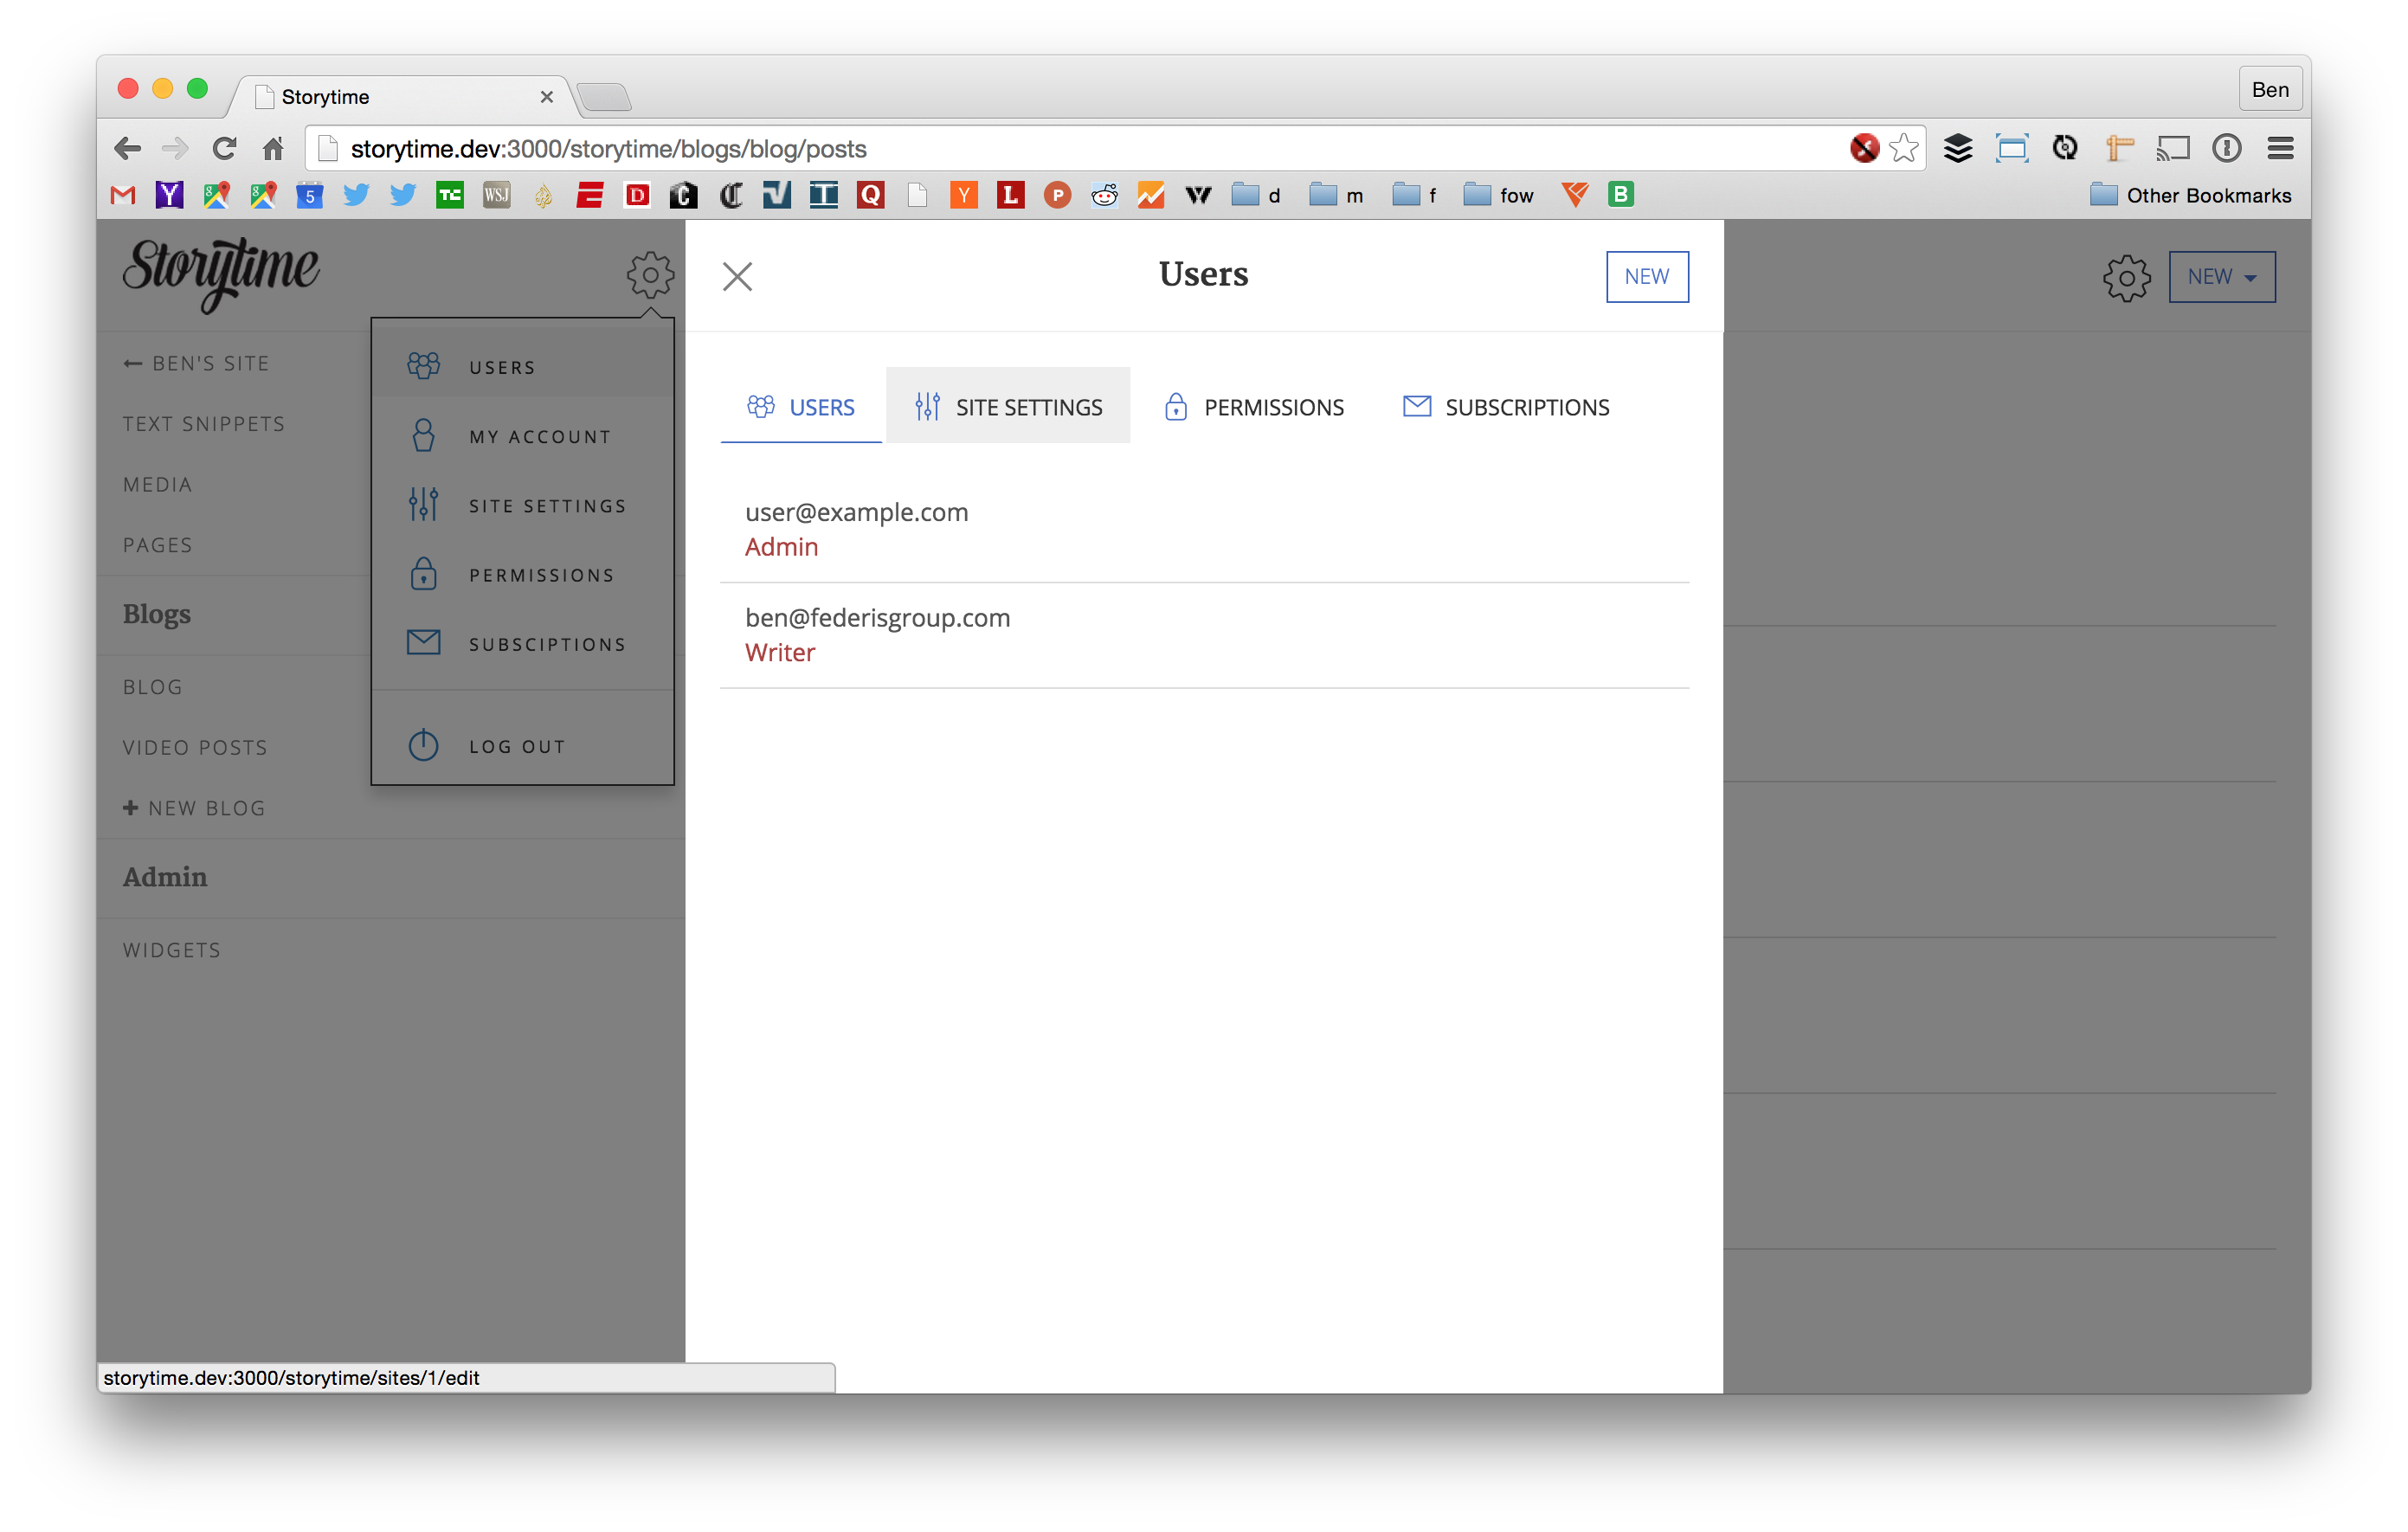 Storytime
Ben
storytime.dev:3000/storytime/blogs/blog/posts
d
m
f
fow
Other Bookmarks
Storytime
BEN'S SITE
TEXT SNIPPETS
MEDIA
PAGES
Blogs
BLOG
VIDEO POSTS
NEW BLOG
Admin
WIDGETS
USERS
MY ACCOUNT
SITE SETTINGS
PERMISSIONS
SUBSCIPTIONS
LOG OUT
Users
NEW
USERS
SITE SETTINGS
PERMISSIONS
SUBSCRIPTIONS
user@example.com
Admin
ben@federisgroup.com
Writer
NEW
storytime.dev:3000/storytime/sites/1/edit